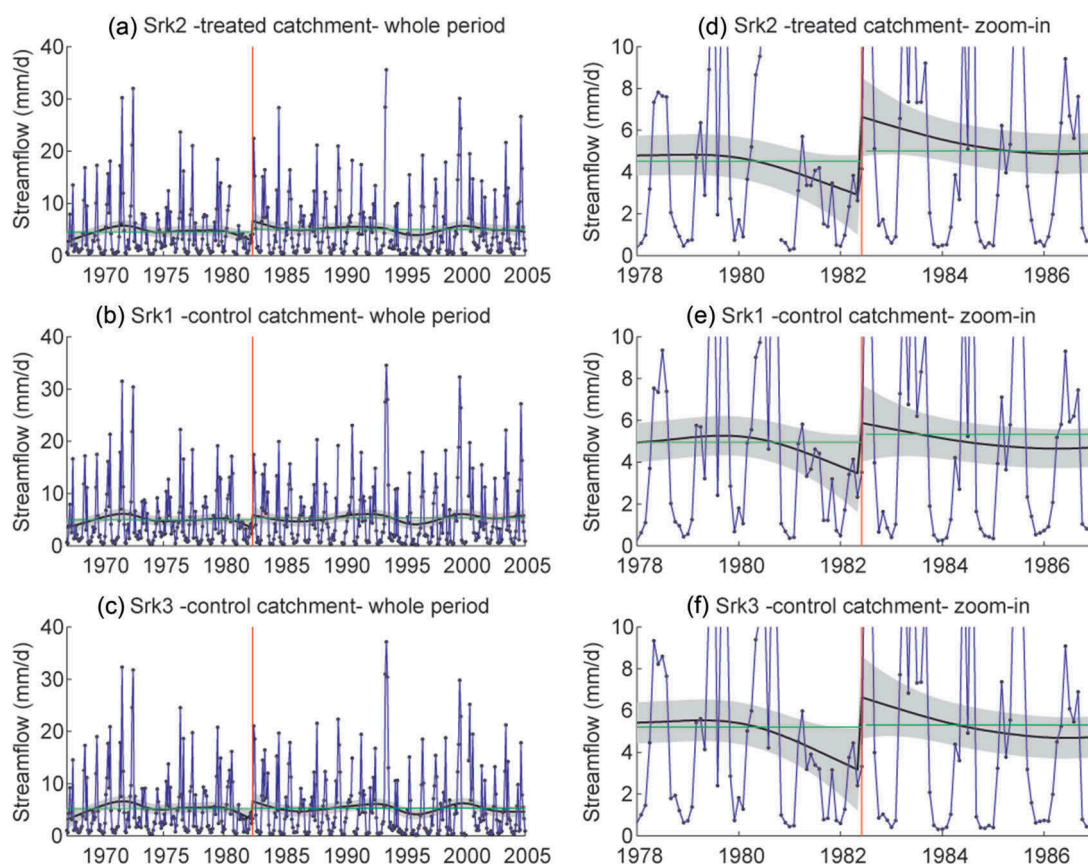 (a) Srk2 -treated catchment- whole period
Streamflow (mm/d)
40
30
20
10
0
1970 1975 1980 1985 1990 1995 2000 2005
(d) Srk2 -treated catchment- zoom-in
Streamflow (mm/d)
10
8
6
4
2
0
1978 1980 1982 1984 1986
(b) Srk1 -control catchment- whole period
Streamflow (mm/d)
40
30
20
10
0
1970 1975 1980 1985 1990 1995 2000 2005
(e) Srk1 -control catchment- zoom-in
Streamflow (mm/d)
10
8
6
4
2
0
1978 1980 1982 1984 1986
(c) Srk3 -control catchment- whole period
Streamflow (mm/d)
40
30
20
10
0
1970 1975 1980 1985 1990 1995 2000 2005
(f) Srk3 -control catchment- zoom-in
Streamflow (mm/d)
10
8
6
4
2
0
1978 1980 1982 1984 1986